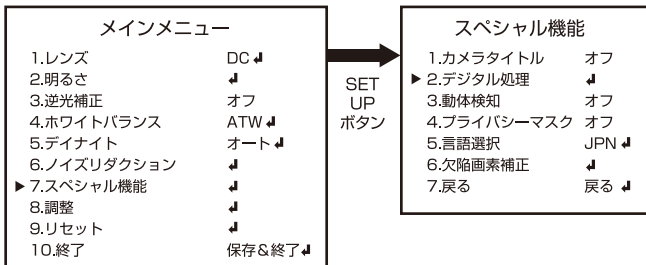 メインメニュー
1.レンズ DC↲
2.明るさ ↲
3.逆光補正 オフ
4.ホワイトバランス ATW↲
5.デイナイト オート↲
6.ノイズリダクション ↲
▶7.スペシャル機能 ↲
8.調整 ↲
9.リセット ↲
10.終了 保存&終了↲
SET
UP
ボタン
スペシャル機能
1.カメラタイトル オフ
▶2.デジタル処理 ↲
3.動体検知 オフ
4.プライバシーマスク オフ
5.言語選択 JPN↲
6.欠陥画素補正 ↲
7.戻る 戻る↲